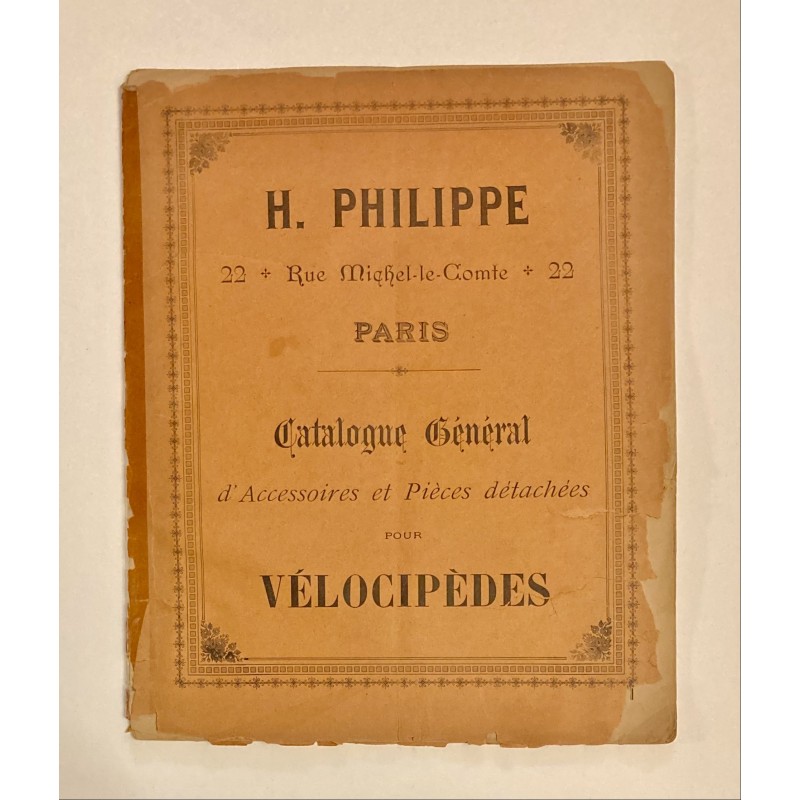 H. PHILIPPE
22 Rue Michel-le-Comte 22
PARIS
Catalogue Général
d'Accessoires et Pièces détachées
POUR
VÉLOCIPÈDES